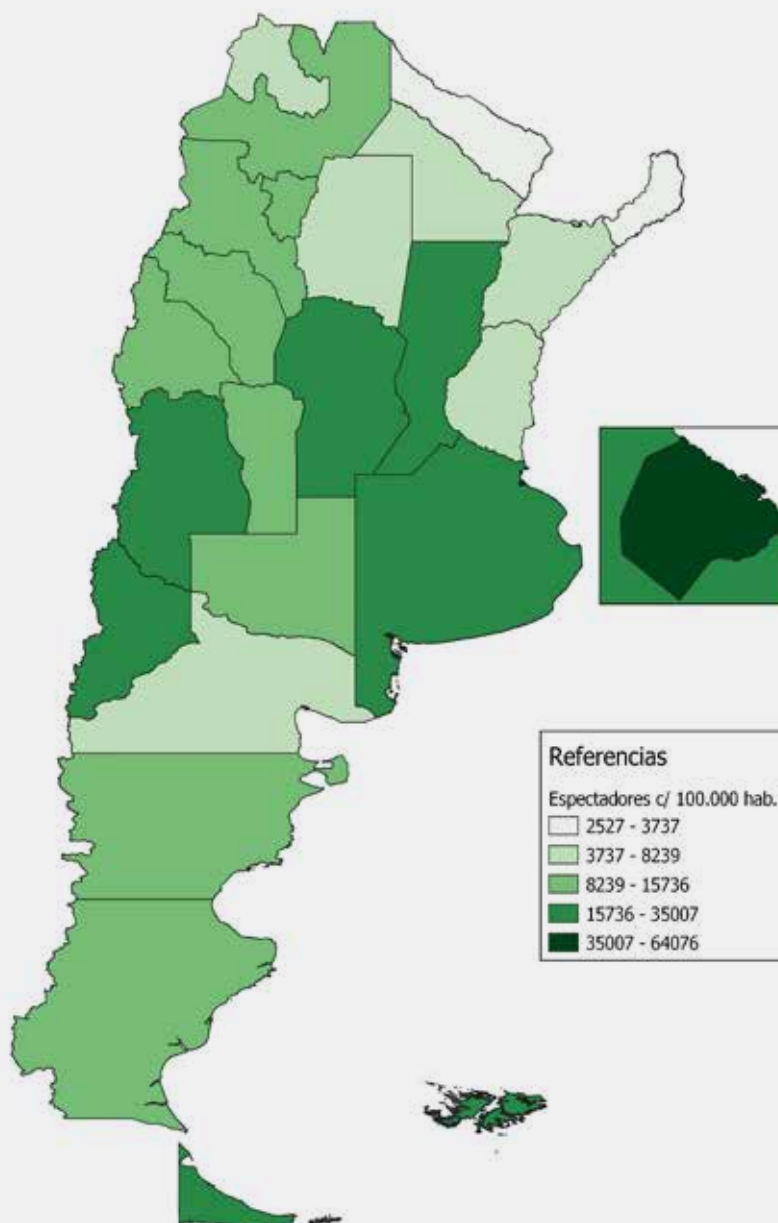 Referencias
Espectadores c/ 100.000 hab.
2527 - 3737
3737 - 8239
8239 - 15736
15736 - 35007
35007 - 64076